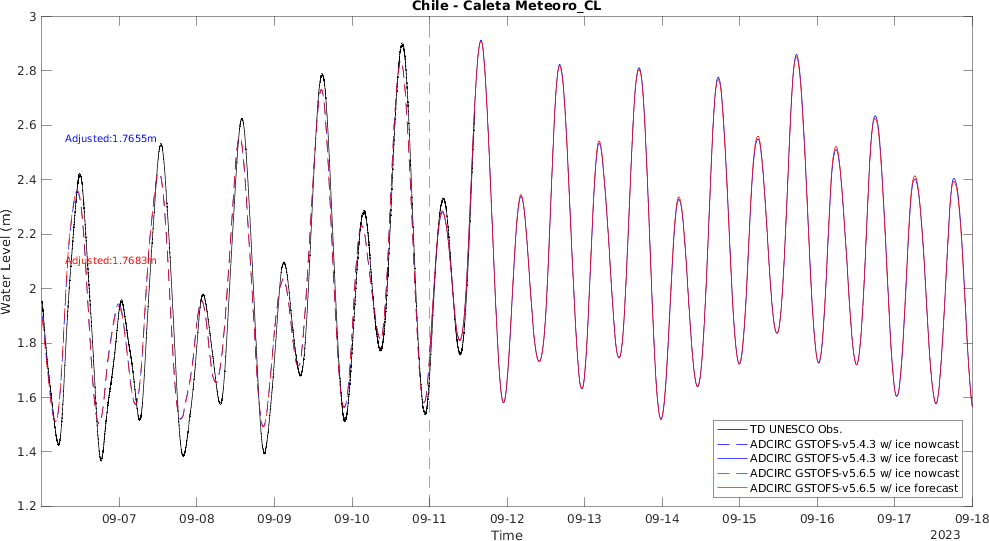 Chile - Caleta Meteoro_CL
3
2.8
2.6
2.4
2.2
2
1.8
1.6
1.4
1.2
Water Level (m)
Adjusted:1.7655m
Adjusted:1.7683m
TD UNESCO Obs.
ADCIRC GSTOFS-v5.4.3 w/ ice nowcast
ADCIRC GSTOFS-v5.4.3 w/ ice forecast
ADCIRC GSTOFS-v5.6.5 w/ ice nowcast
ADCIRC GSTOFS-v5.6.5 w/ ice forecast
09-07 09-08 09-09 09-10 09-11 09-12 09-13 09-14 09-15 09-16 09-17 09-18
Time
2023